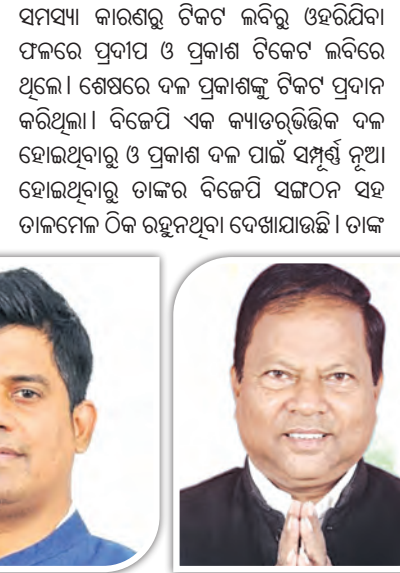 ସମସ୍ୟା କାରଣରୁ ଟିକଟ ଲବିରୁ ଓହରିଯିବା
ଫଳରେ ପ୍ରଦୀପ ଓ ପ୍ରକାଶ ଟିକେଟ ଲବିରେ
ଥିଲେ। ଶେଷରେ ଦଳ ପ୍ରକାଶଙ୍କୁ ଟିକଟ ପ୍ରଦାନ
କରିଥିଲା। ବିଜେପି ଏକ କ୍ୟାଡର୍‌ଭିତ୍ତିକ ଦଳ
ହୋଇଥିବାରୁ ଓ ପ୍ରକାଶ ଦଳ ପାଇଁ ସମ୍ପୂର୍ଣ୍ଣ ନୂଆ
ହୋଇଥିବାରୁ ତାଙ୍କର ବିଜେପି ସଙ୍ଗଠନ ସହ
ତାଳମେଳ ଠିକ ରହୁନଥିବା ଦେଖାଯାଉଛି। ତାଙ୍କ